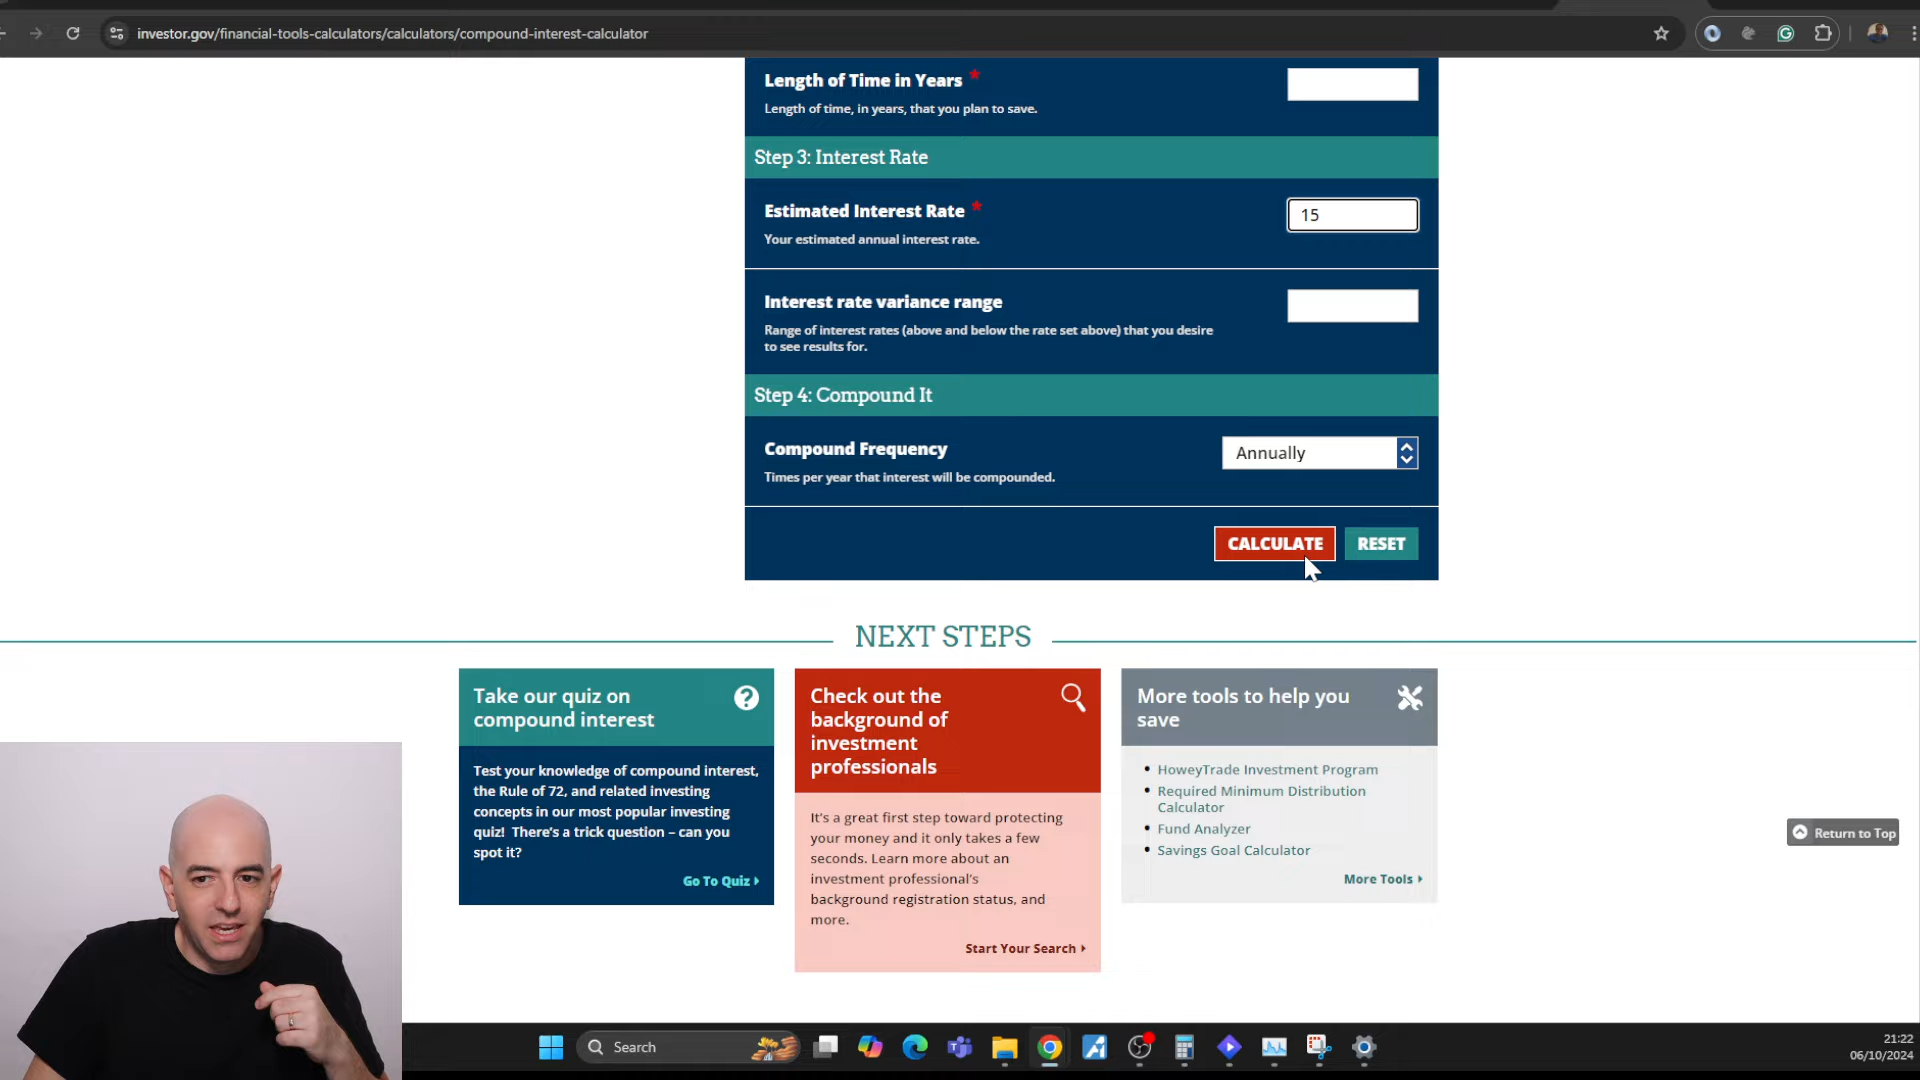 investor.gov/financial-tools-calculators/calculators/compound-interest-calculator
Length of Time in Years *
Length of time, in years, that you plan to save.
Step 3: Interest Rate
Estimated Interest Rate *
15
Your estimated annual interest rate.
Interest rate variance range
Range of interest rates (above and below the rate set above) that you desire
to see results for.
Step 4: Compound It
Compound Frequency
Annually
Times per year that interest will be compounded.
CALCULATE
RESET
NEXT STEPS
Take our quiz on
compound interest
Test your knowledge of compound interest,
the Rule of 72, and related investing
concepts in our most popular investing
quiz! There's a trick question – can you
spot it?
Go To Quiz
Check out the
background of
investment
professionals
It's a great first step toward protecting
your money and it only takes a few
seconds. Learn more about an
investment professional's
background registration status, and
more.
Start Your Search
More tools to help you
save
• HoweyTrade Investment Program
• Required Minimum Distribution
Calculator
• Fund Analyzer
• Savings Goal Calculator
More Tools
Return to Top
Search
21:22
06/10/2024